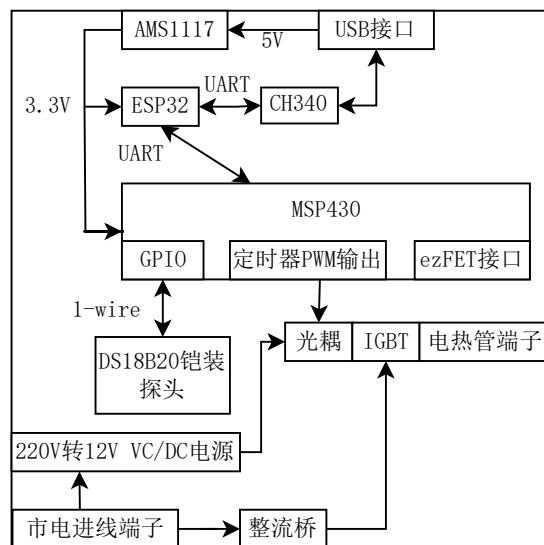 AMS1117
5V
USB接口
3.3V
ESP32
UART
CH340
UART
MSP430
GPIO
定时器PWM输出
ezFET接口
1-wire
光耦
IGBT
电热管端子
DS18B20铠装
探头
220V转12V VC/DC电源
市电进线端子
整流桥